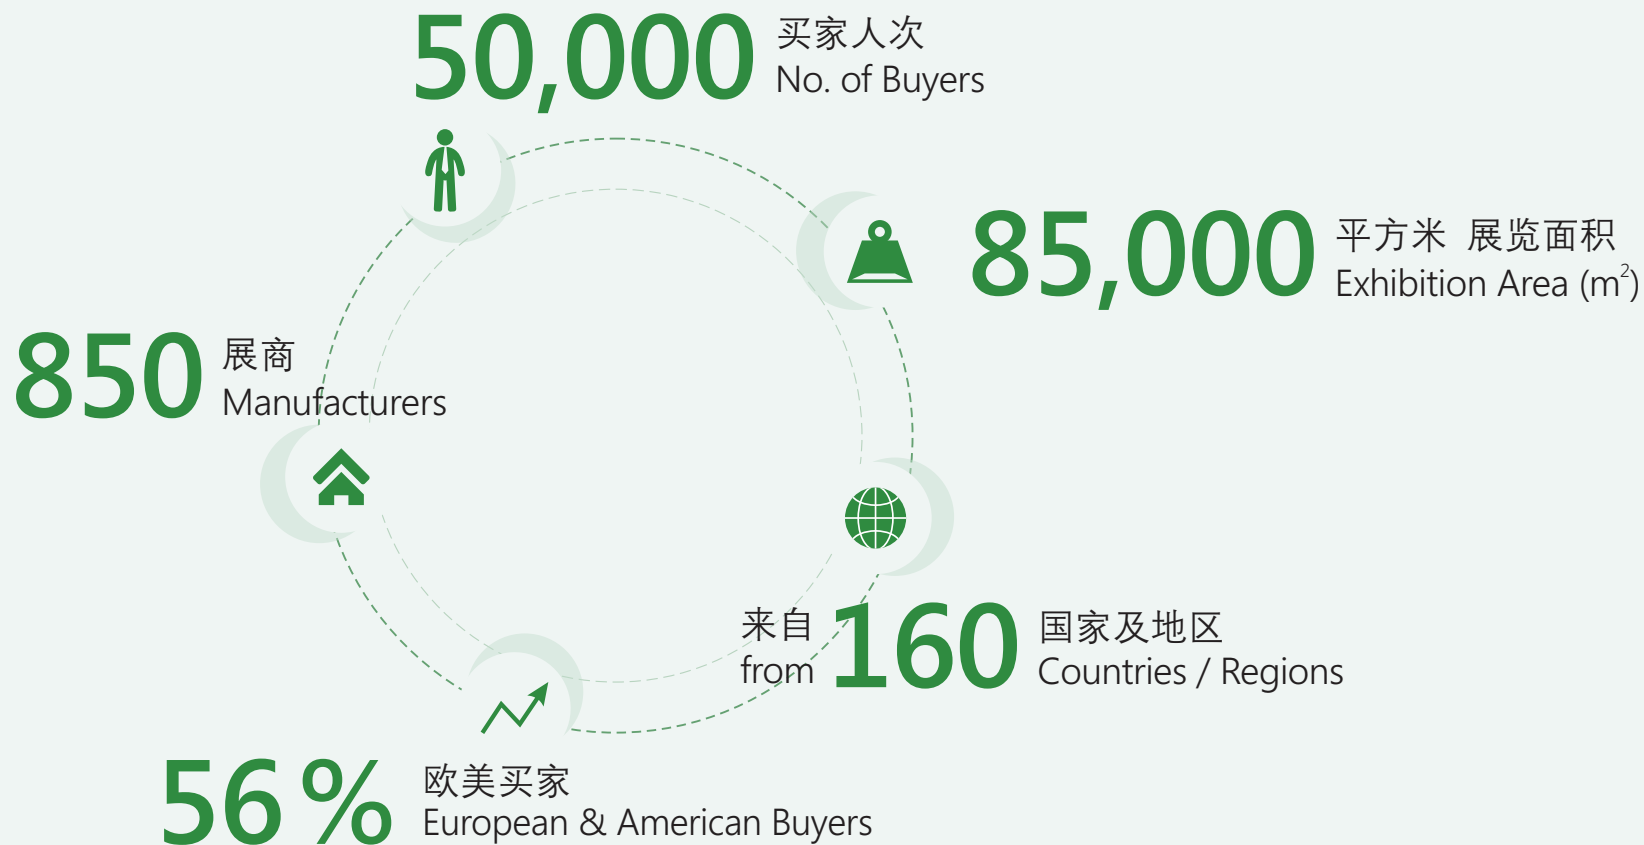 50,000 买家人次
No. of Buyers
85,000 平方米 展览面积
Exhibition Area (m²)
850 展商
Manufacturers
来自 160 国家及地区
from Countries / Regions
56% 欧美买家
European & American Buyers